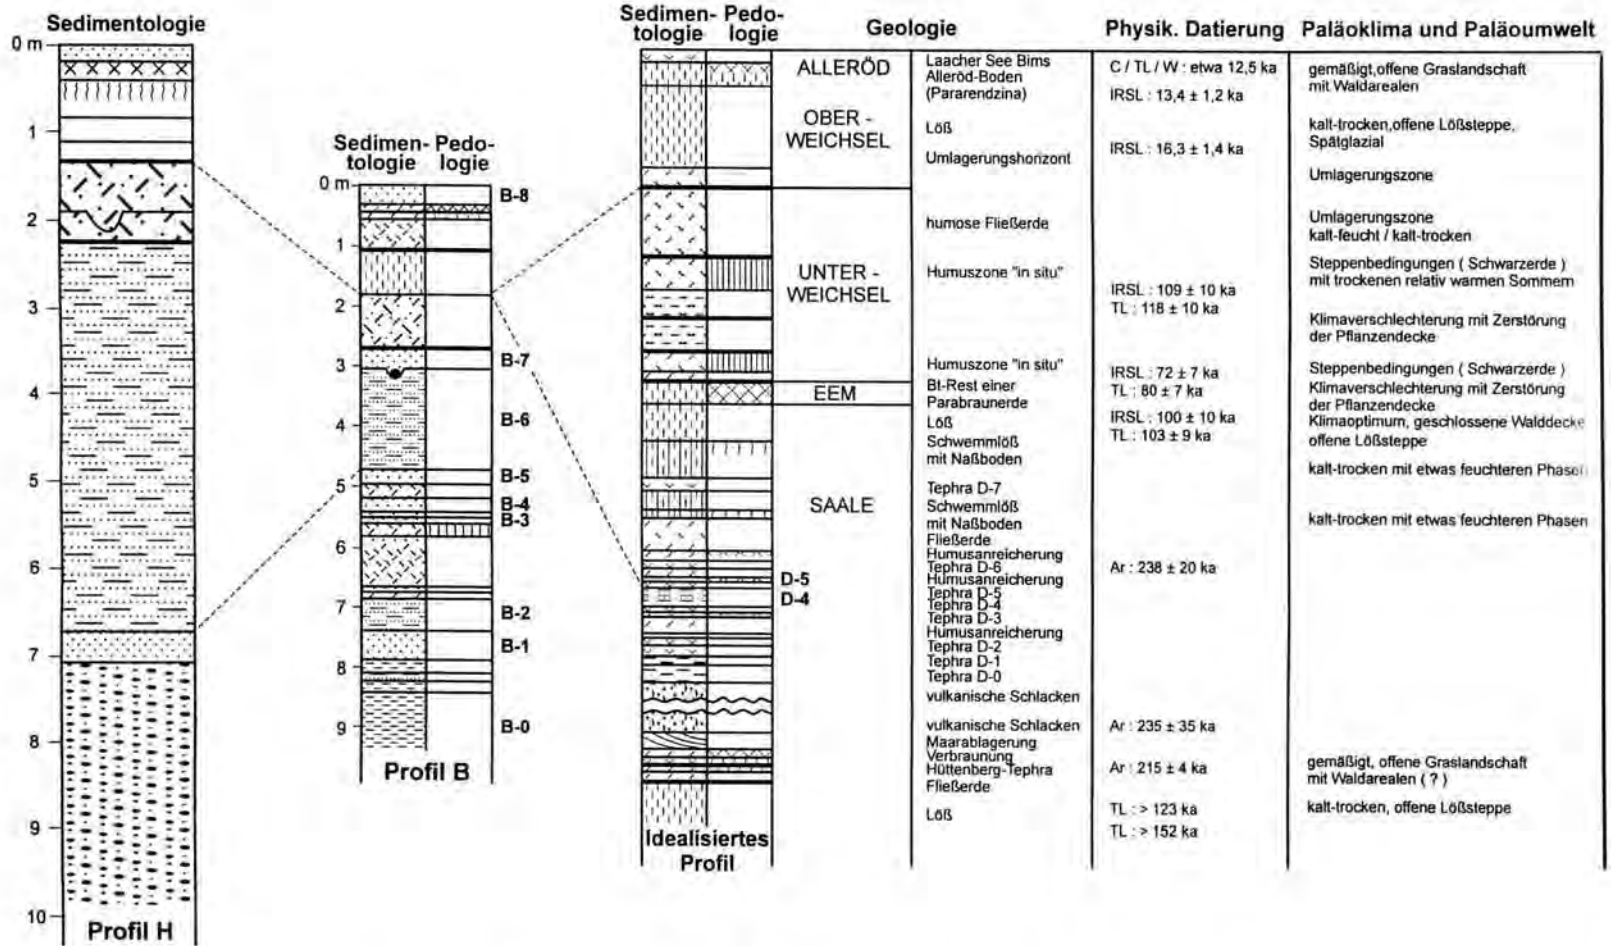 Sedimentologie
0 m
1
2
3
4
5
6
7
8
9
10
Profil H
Sedimen- Pedo-
tologie logie
0 m
1
2
3
4
5
6
7
8
9
B-8
B-7
B-6
B-5
B-4
B-3
B-2
B-1
B-0
Profil B
Sedimen- Pedo-
tologie logie
D-5
D-4
Idealisiertes
Profil
Geologie
ALLERÖD
OBER -
WEICHSEL
UNTER -
WEICHSEL
EEM
SAALE
Laacher See Bims
Alleröd-Boden
(Pararendzina)
Löß
Umlagerungshorizont
humose Fließerde
Humuszone "in situ"
Humuszone "in situ"
Bt-Rest einer
Parabraunerde
Löß
Schwemmlöß
mit Naßboden
Tephra D-7
Schwemmlöß
mit Naßboden
Fließerde
Humusanreicherung
Tephra D-6
Humusanreicherung
Tephra D-5
Tephra D-4
Tephra D-3
Humusanreicherung
Tephra D-2
Tephra D-1
Tephra D-0
vulkanische Schlacken
vulkanische Schlacken
Maarablagerung
Verbraunung
Hüttenberg-Tephra
Fließerde
Löß
Physik. Datierung
C / TL / W : etwa 12,5 ka
IRSL : 13,4 ± 1,2 ka
IRSL : 16,3 ± 1,4 ka
IRSL : 109 ± 10 ka
TL : 118 ± 10 ka
IRSL : 72 ± 7 ka
TL : 80 ± 7 ka
IRSL : 100 ± 10 ka
TL : 103 ± 9 ka
Ar : 238 ± 20 ka
Ar : 235 ± 35 ka
Ar : 215 ± 4 ka
TL : > 123 ka
TL : > 152 ka
Paläoklima und Paläoumwelt
gemäßigt,offene Graslandschaft
mit Waldarealen
kalt-trocken,offene Lößsteppe,
Spätglazial
Umlagerungszone
Umlagerungszone
kalt-feucht / kalt-trocken
Steppenbedingungen ( Schwarzerde )
mit trockenen relativ warmen Sommern
Klimaverschlechterung mit Zerstörung
der Pflanzendecke
Steppenbedingungen ( Schwarzerde )
Klimaverschlechterung mit Zerstörung
der Pflanzendecke
Klimaoptimum, geschlossene Walddecke
offene Lößsteppe
kalt-trocken mit etwas feuchteren Phasen
kalt-trocken mit etwas feuchteren Phasen
gemäßigt, offene Graslandschaft
mit Waldarealen ( ? )
kalt-trocken, offene Lößsteppe